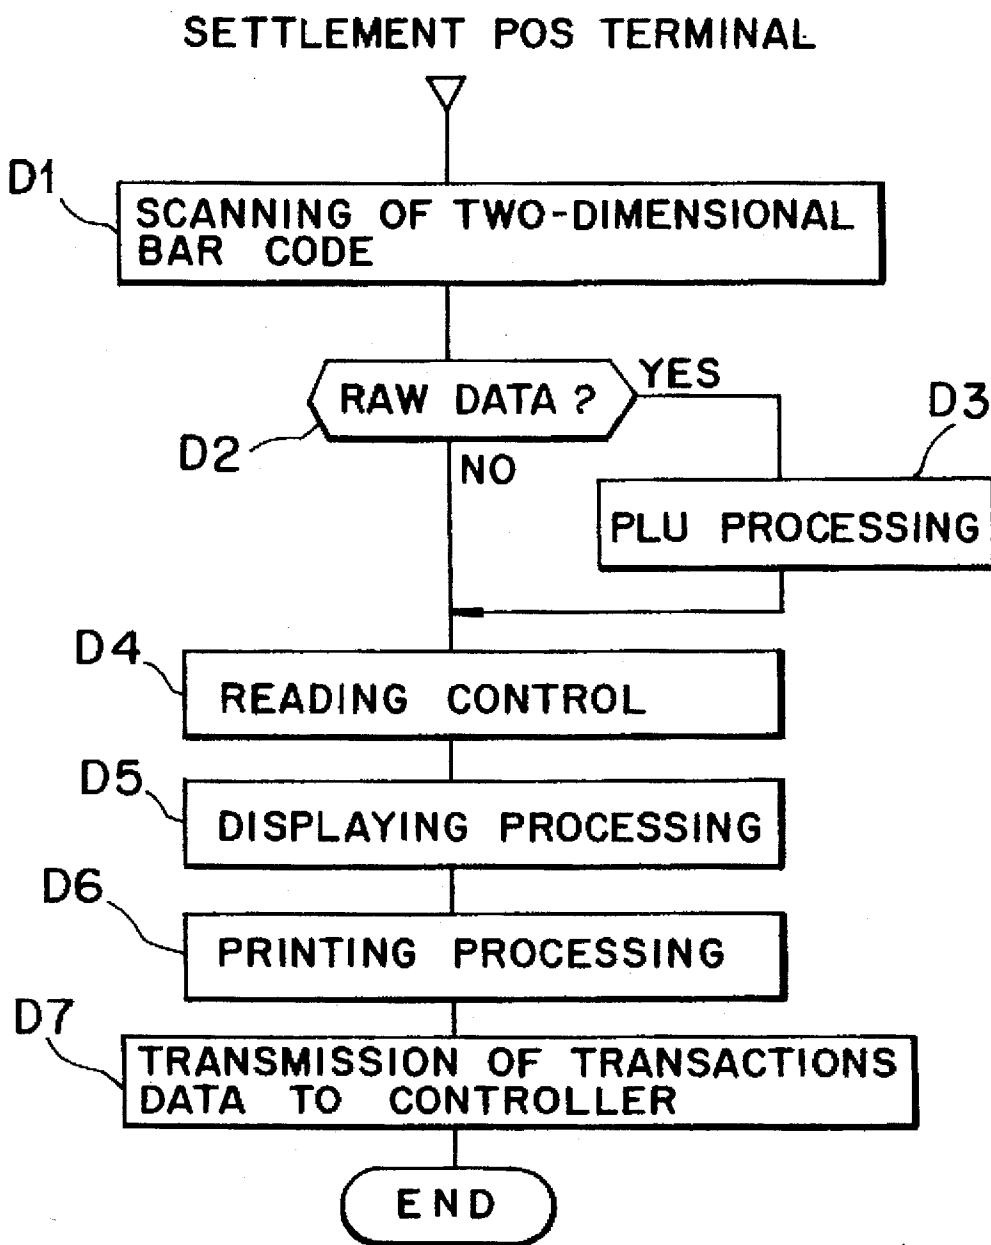 SETTLEMENT POS TERMINAL
D1
SCANNING OF TWO-DIMENSIONAL
BAR CODE
RAW DATA ?
YES
D2
NO
D3
PLU PROCESSING
D4
READING CONTROL
D5
DISPLAYING PROCESSING
D6
PRINTING PROCESSING
D7
TRANSMISSION OF TRANSACTIONS
DATA TO CONTROLLER
END